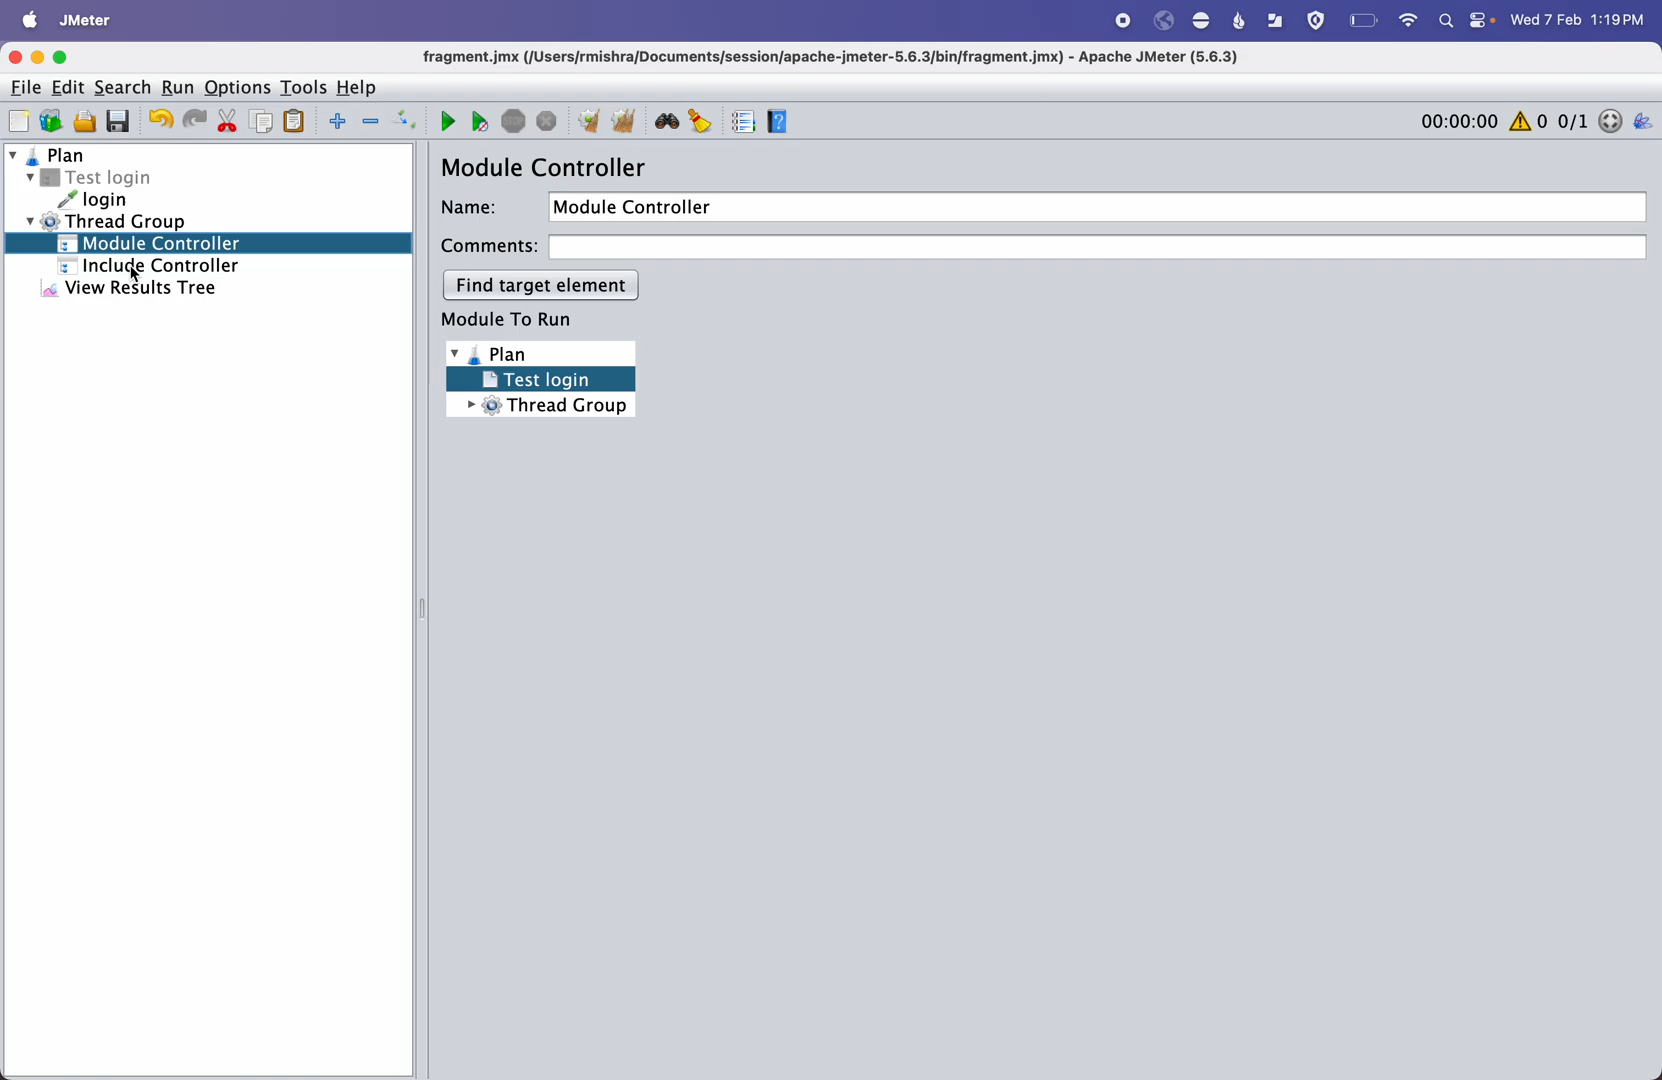 JMeter
Wed 7 Feb 1:19 PM
fragment.jmx (/Users/rmishra/Documents/session/apache-jmeter-5.6.3/bin/fragment.jmx) - Apache JMeter (5.6.3)
File Edit Search Run Options Tools Help
STOP
00:00:00 0 0/1
Plan
Test login
login
Thread Group
Module Controller
Include Controller
View Results Tree
Module Controller
Name: Module Controller
Comments:
Find target element
Module To Run
Plan
Test login
Thread Group